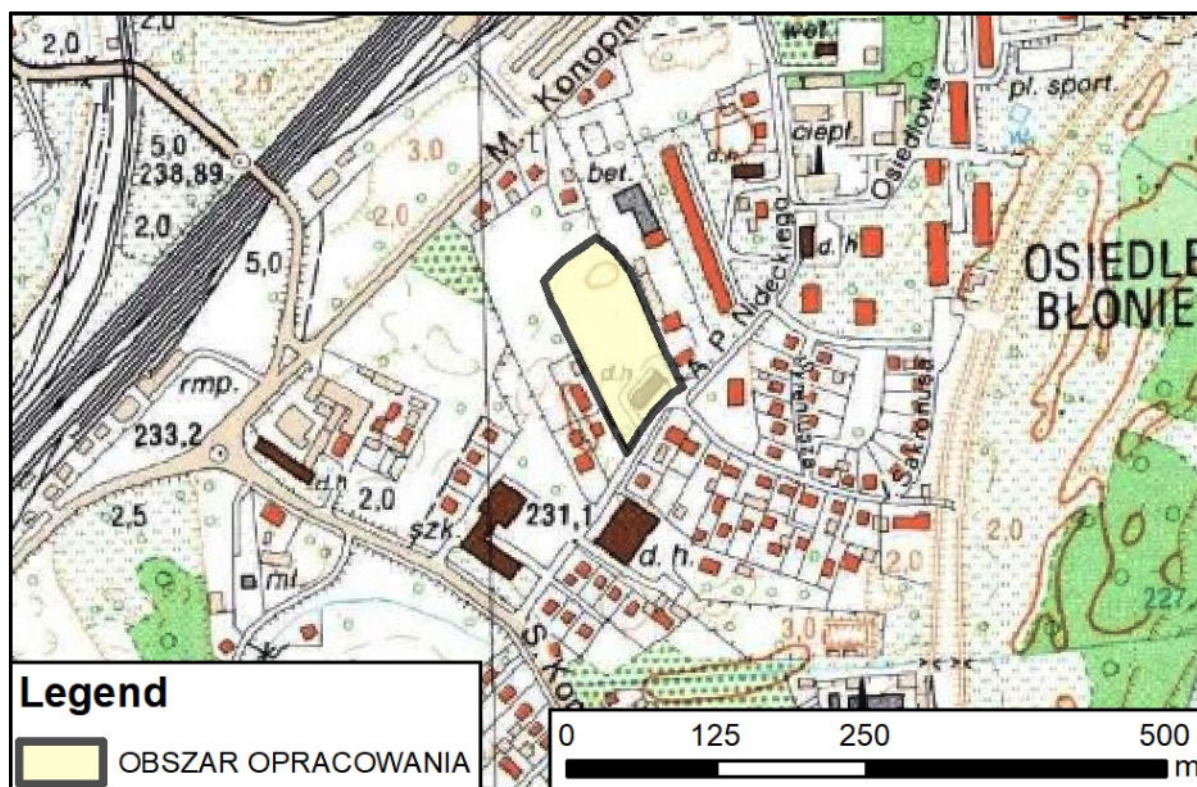 2,0
2,0
Konopni
M.
wet.
pl. sport.
5,0
238,89
3,0
ciepł.
Osiedlowa
d.h.
bet.
2,0
2,0
5,0
d. h
OSIEDLE
BŁONIE
d.h
rmp.
233,2
d.h
2,0
2,5
szk.
231,1
d. h.
2,0
2,0
mł.
227
3,0
S. Kon
Legend
OBSZAR OPRACOWANIA
0 125 250 500
m